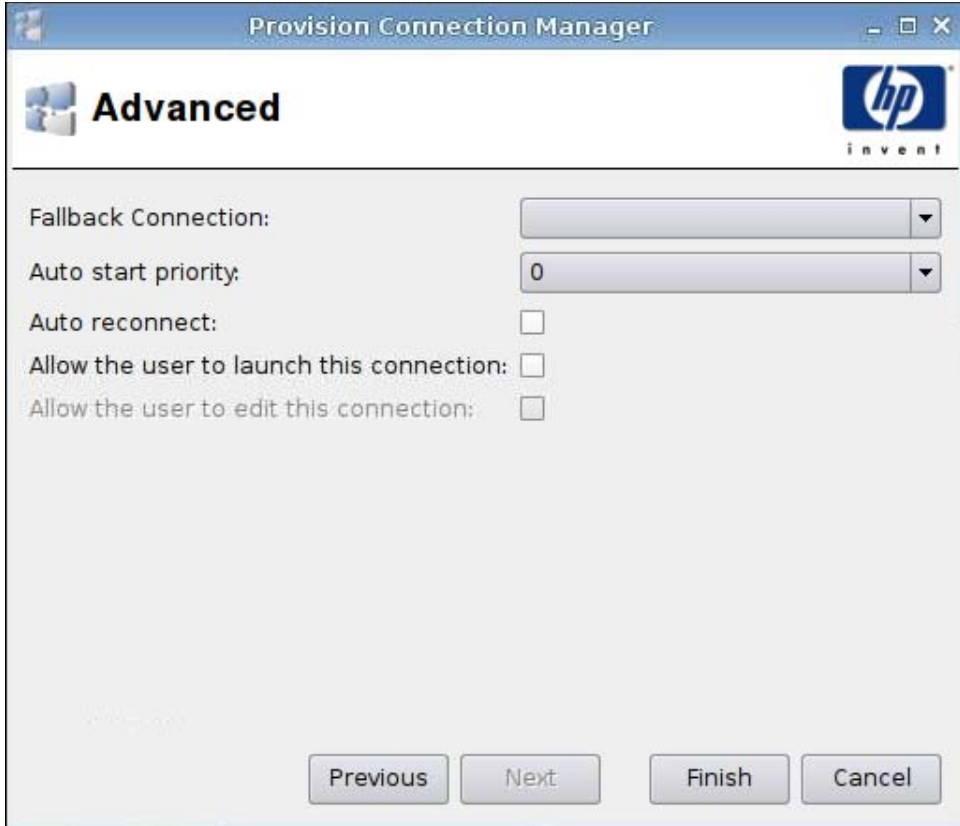 Provision Connection Manager
Advanced
hp
invent
Fallback Connection:
Auto start priority:
0
Auto reconnect:
Allow the user to launch this connection:
Allow the user to edit this connection:
Previous
Next
Finish
Cancel